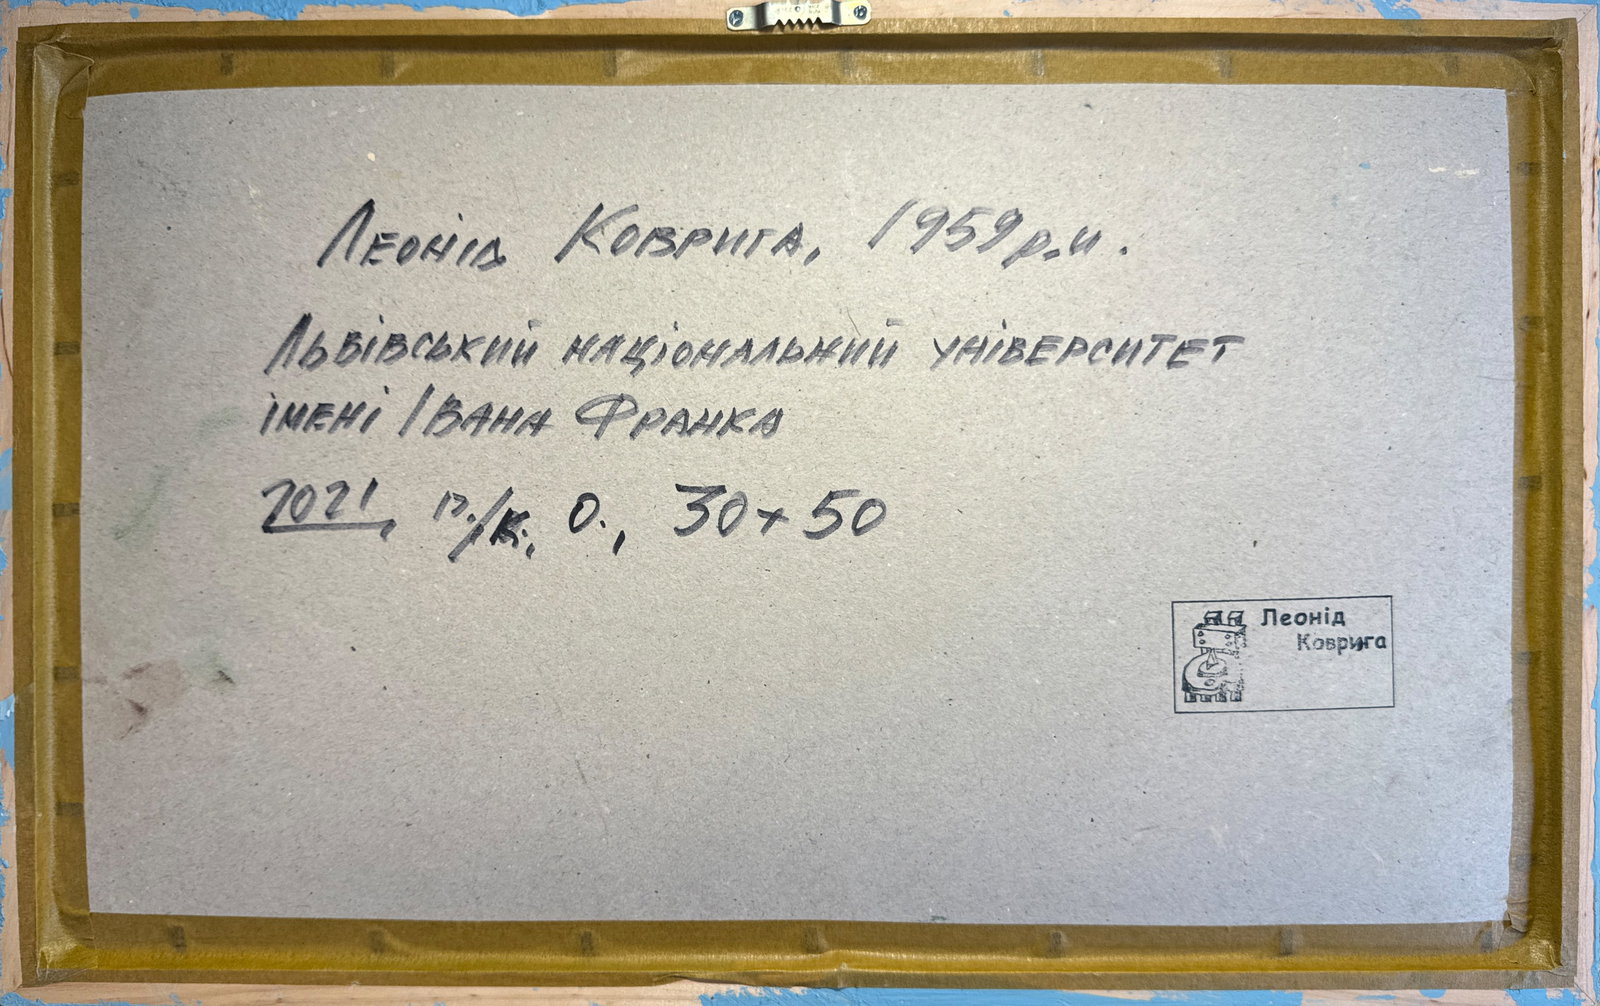 Леонід Коврига, 1959 р.н.
Львівський національний університет
імені Івана Франка
2021, п./к., о., 30×50
Леонід
Коврига